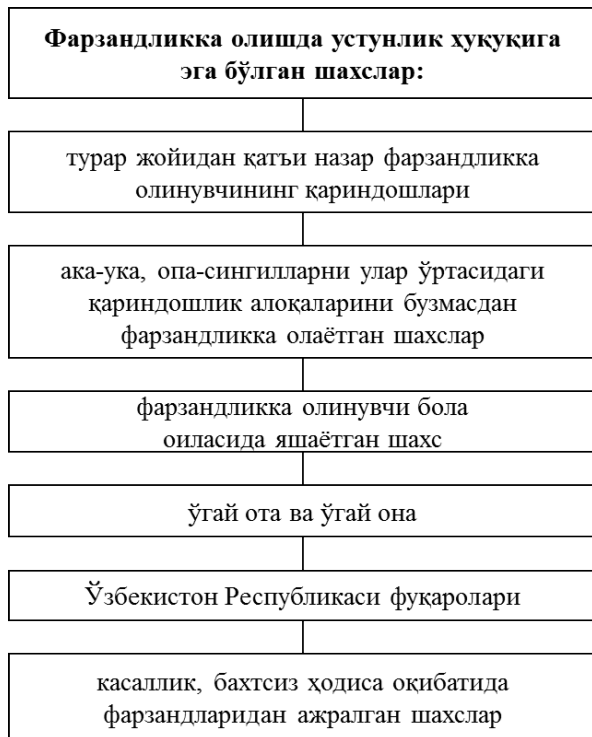 Фарзандликка олишда устунлик ҳуқуқига
эга бўлган шахслар:
турар жойидан қатъи назар фарзандликка
олинувчининг қариндошлари
ака-ука, опа-сингилларни улар ўртасидаги
қариндошлик алоқаларини бузмасдан
фарзандликка олаётган шахслар
фарзандликка олинувчи бола
оиласида яшаётган шахс
ўгай ота ва ўгай она
Ўзбекистон Республикаси фуқаролари
касаллик, бахтсиз ҳодиса оқибатида
фарзандларидан ажралган шахслар